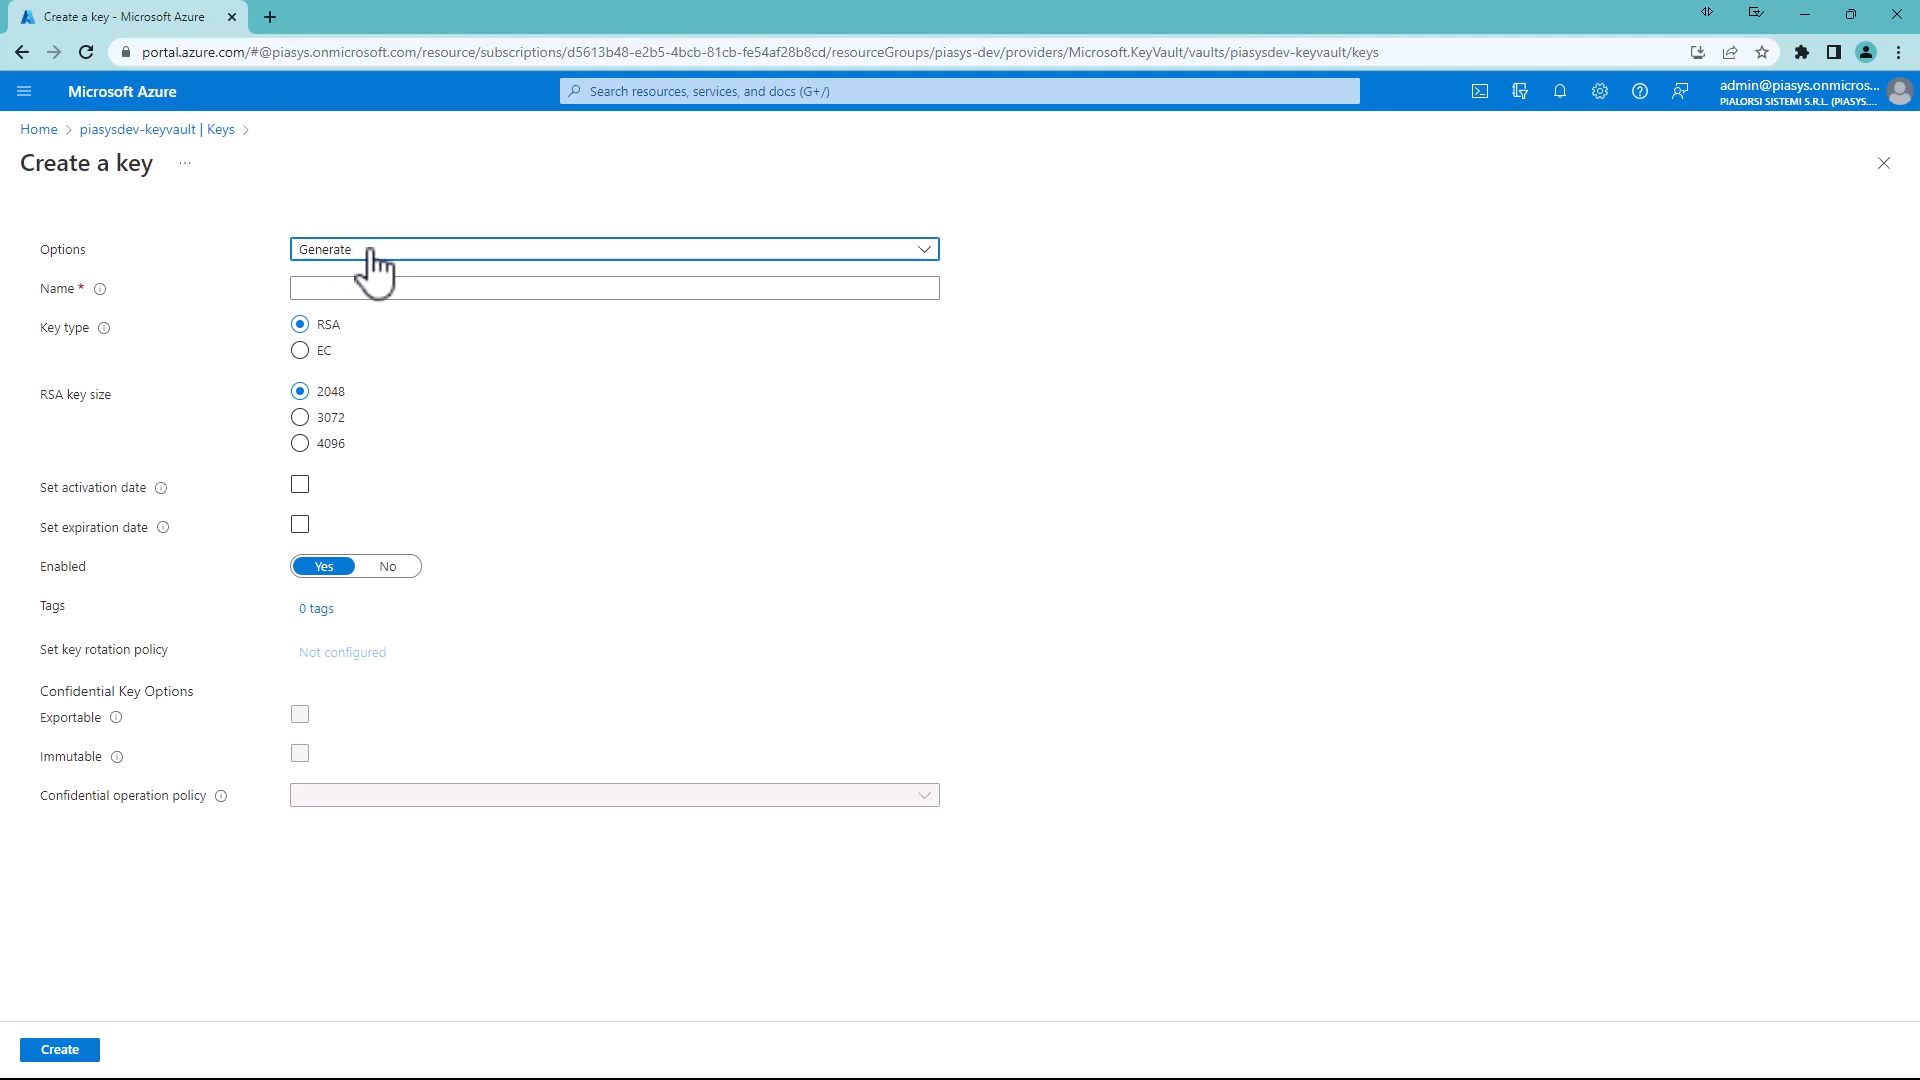 Create a key - Microsoft Azure
portal.azure.com/#@piasys.onmicrosoft.com/resource/subscriptions/d5613b48-e2b5-4bcb-81cb-fe54af28b8cd/resourceGroups/piasys-dev/providers/Microsoft.KeyVault/vaults/piasysdev-keyvault/keys
Microsoft Azure
Search resources, services, and docs (G+/)
admin@piasys.onmicros...
PIALORSI SISTEMI S.R.L. (PIASYS....
Home > piasysdev-keyvault | Keys >
Create a key ...
Options
Generate
Name *
Key type
RSA
EC
RSA key size
2048
3072
4096
Set activation date
Set expiration date
Enabled
Yes No
Tags
0 tags
Set key rotation policy
Not configured
Confidential Key Options
Exportable
Immutable
Confidential operation policy
Create